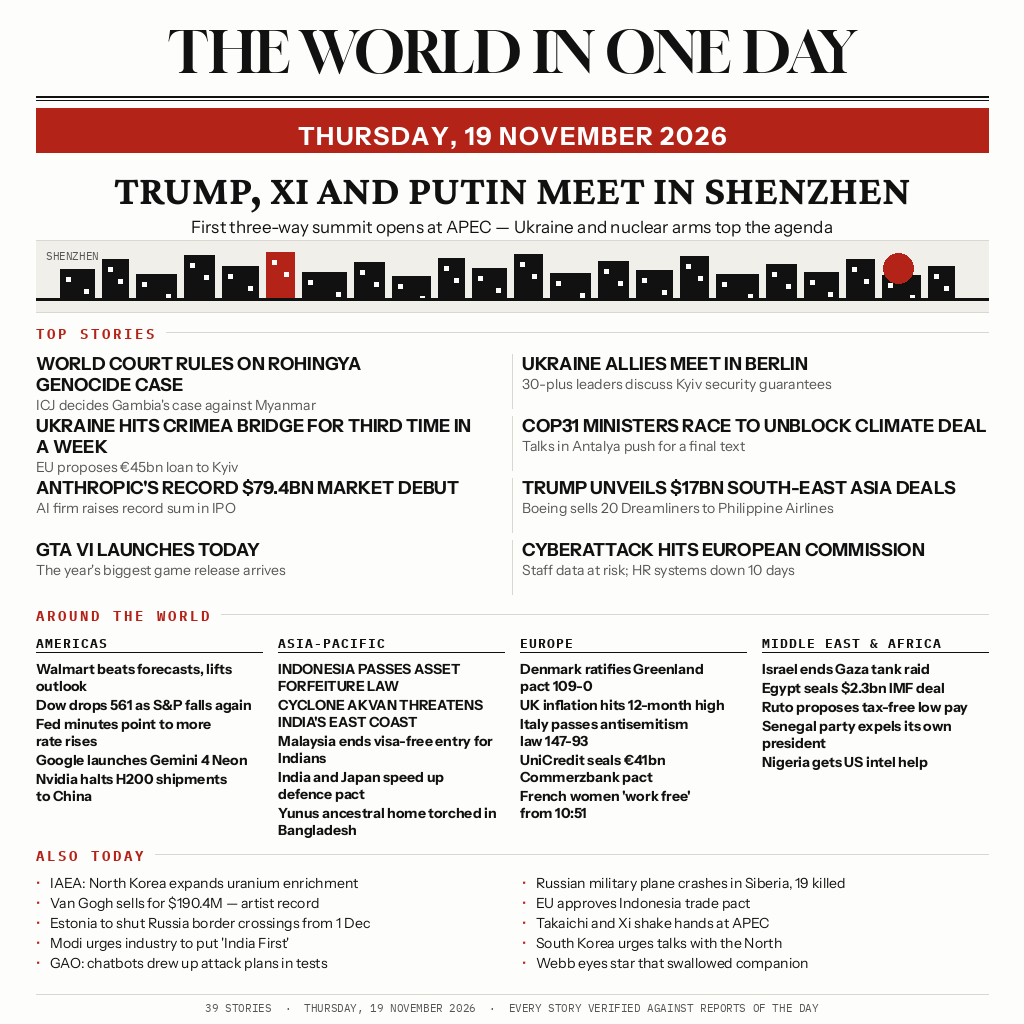 THE WORLD IN ONE DAY
THURSDAY, 19 NOVEMBER 2026
TRUMP, XI AND PUTIN MEET IN SHENZHEN
First three-way summit opens at APEC — Ukraine and nuclear arms top the agenda
SHENZHEN
TOP STORIES
WORLD COURT RULES ON ROHINGYA
GENOCIDE CASE
ICJ decides Gambia's case against Myanmar
UKRAINE ALLIES MEET IN BERLIN
30-plus leaders discuss Kyiv security guarantees
UKRAINE HITS CRIMEA BRIDGE FOR THIRD TIME IN
A WEEK
EU proposes €45bn loan to Kyiv
COP31 MINISTERS RACE TO UNBLOCK CLIMATE DEAL
Talks in Antalya push for a final text
ANTHROPIC'S RECORD $79.4BN MARKET DEBUT
AI firm raises record sum in IPO
TRUMP UNVEILS $17BN SOUTH-EAST ASIA DEALS
Boeing sells 20 Dreamliners to Philippine Airlines
GTA VI LAUNCHES TODAY
The year's biggest game release arrives
CYBERATTACK HITS EUROPEAN COMMISSION
Staff data at risk; HR systems down 10 days
AROUND THE WORLD
AMERICAS
Walmart beats forecasts, lifts
outlook
Dow drops 561 as S&P falls again
Fed minutes point to more
rate rises
Google launches Gemini 4 Neon
Nvidia halts H200 shipments
to China
ASIA-PACIFIC
INDONESIA PASSES ASSET
FORFEITURE LAW
CYCLONE AKVAN THREATENS
INDIA'S EAST COAST
Malaysia ends visa-free entry for
Indians
India and Japan speed up
defence pact
Yunus ancestral home torched in
Bangladesh
EUROPE
Denmark ratifies Greenland
pact 109-0
UK inflation hits 12-month high
Italy passes antisemitism
law 147-93
UniCredit seals €41bn
Commerzbank pact
French women 'work free'
from 10:51
MIDDLE EAST & AFRICA
Israel ends Gaza tank raid
Egypt seals $2.3bn IMF deal
Ruto proposes tax-free low pay
Senegal party expels its own
president
Nigeria gets US intel help
ALSO TODAY
· IAEA: North Korea expands uranium enrichment
· Van Gogh sells for $190.4M — artist record
· Estonia to shut Russia border crossings from 1 Dec
· Modi urges industry to put 'India First'
· GAO: chatbots drew up attack plans in tests
· Russian military plane crashes in Siberia, 19 killed
· EU approves Indonesia trade pact
· Takaichi and Xi shake hands at APEC
· South Korea urges talks with the North
· Webb eyes star that swallowed companion
39 STORIES · THURSDAY, 19 NOVEMBER 2026 · EVERY STORY VERIFIED AGAINST REPORTS OF THE DAY